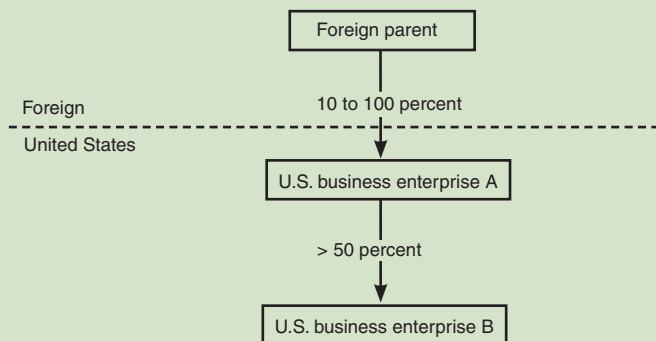 Foreign parent
10 to 100 percent
Foreign
United States
U.S. business enterprise A
> 50 percent
U.S. business enterprise B